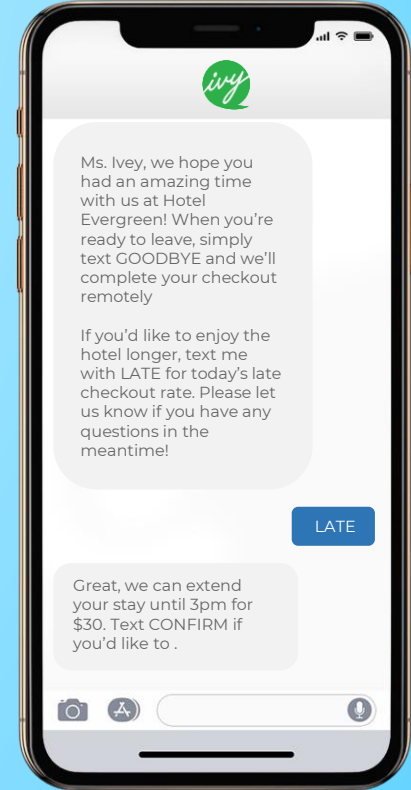 ivy
Ms. Ivey, we hope you
had an amazing time
with us at Hotel
Evergreen! When you’re
ready to leave, simply
text GOODBYE and we’ll
complete your checkout
remotely
If you’d like to enjoy the
hotel longer, text me
with LATE for today’s late
checkout rate. Please let
us know if you have any
questions in the
meantime!
LATE
Great, we can extend
your stay until 3pm for
$30. Text CONFIRM if
you’d like to .